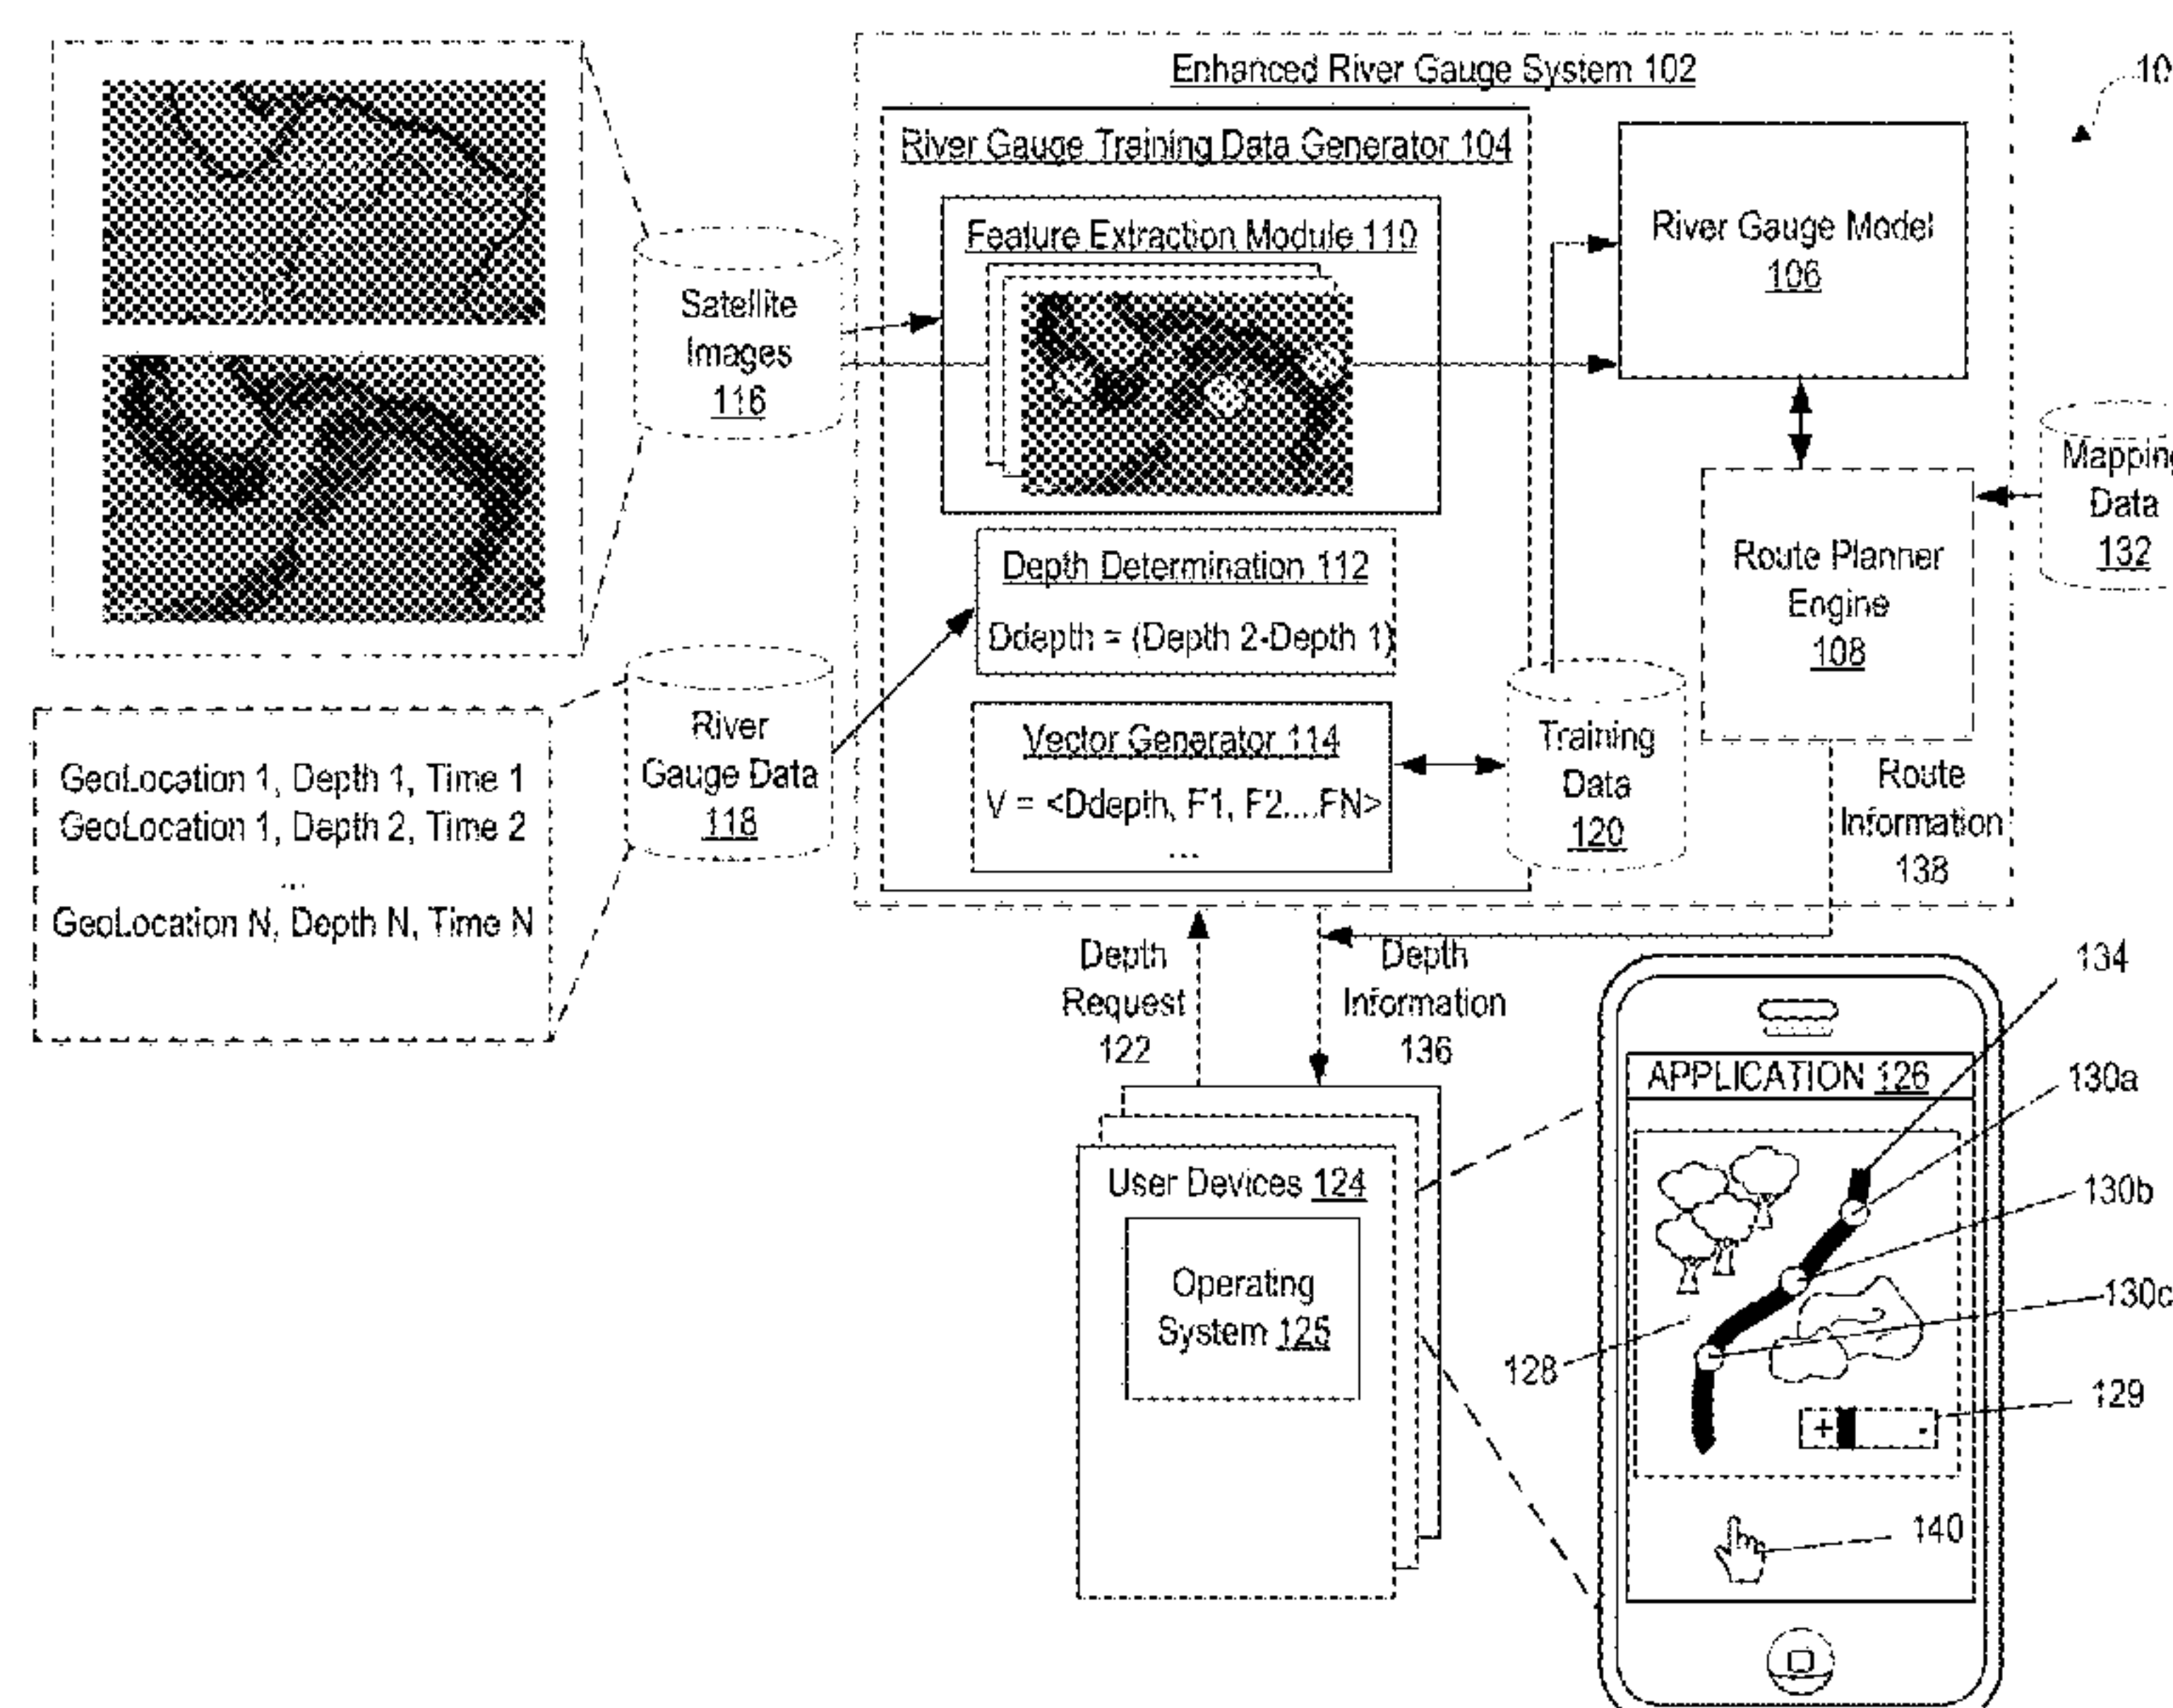 Enhanced River Gauge System 102
10
River Gauge Training Data Generator 104
Feature Extraction Module 110
River Gauge Model
106
Satellite
Images
116
Mapping
Data
132
Depth Determination 112
Ddepth = (Depth 2-Depth 1)
Route Planner
Engine
108
River
Gauge Data
118
Vector Generator 114
V = <Ddepth, F1, F2....FN>
...
Training
Data
120
Route
Information
138
GeoLocation 1, Depth 1, Time 1
GeoLocation 1, Depth 2, Time 2
...
GeoLocation N, Depth N, Time N
Depth
Request
122
Depth
Information
136
134
APPLICATION 126
130a
130b
130c
128
129
+
-
140
User Devices 124
Operating
System 125